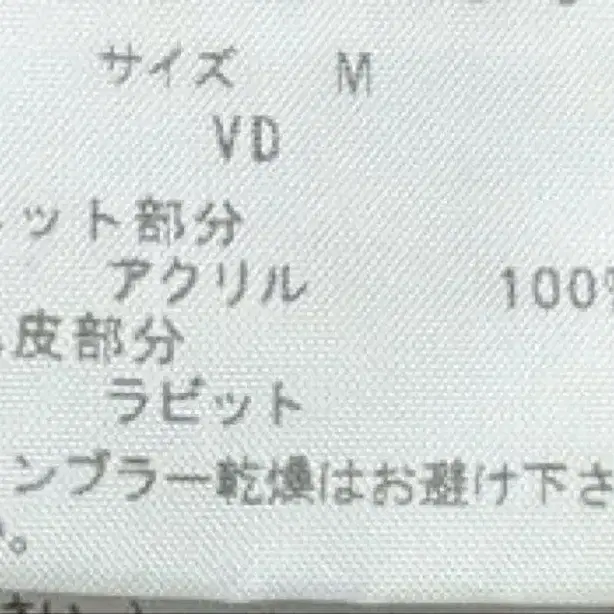 サイズ M
VD
ット部分
アクリル 100%
皮部分
ラビット
ンブラー乾燥はお避け下さ
。